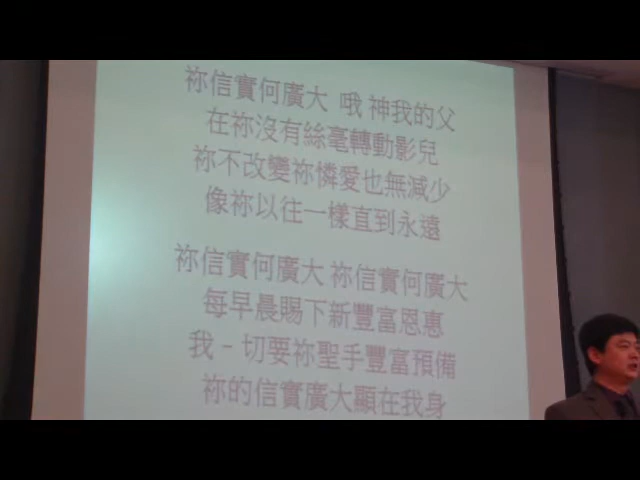 祢信實何廣大 哦 神我的父
在祢沒有絲毫轉動影兒
祢不改變祢憐愛也無減少
像祢以往一樣直到永遠
祢信實何廣大 祢信實何廣大
每早晨賜下新豐富恩惠
我-切要祢聖手豐富預備
祢的信實廣大顯在我身